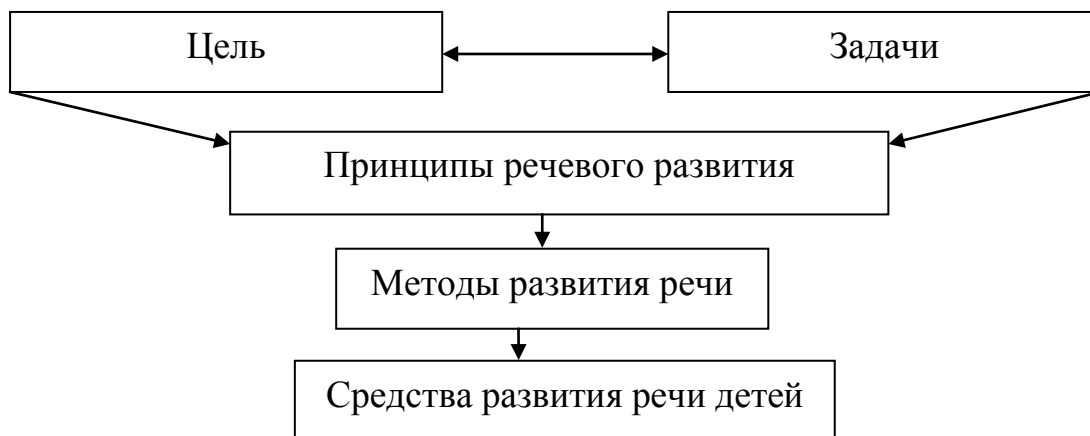 Цель
Задачи
Принципы речевого развития
Методы развития речи
Средства развития речи детей